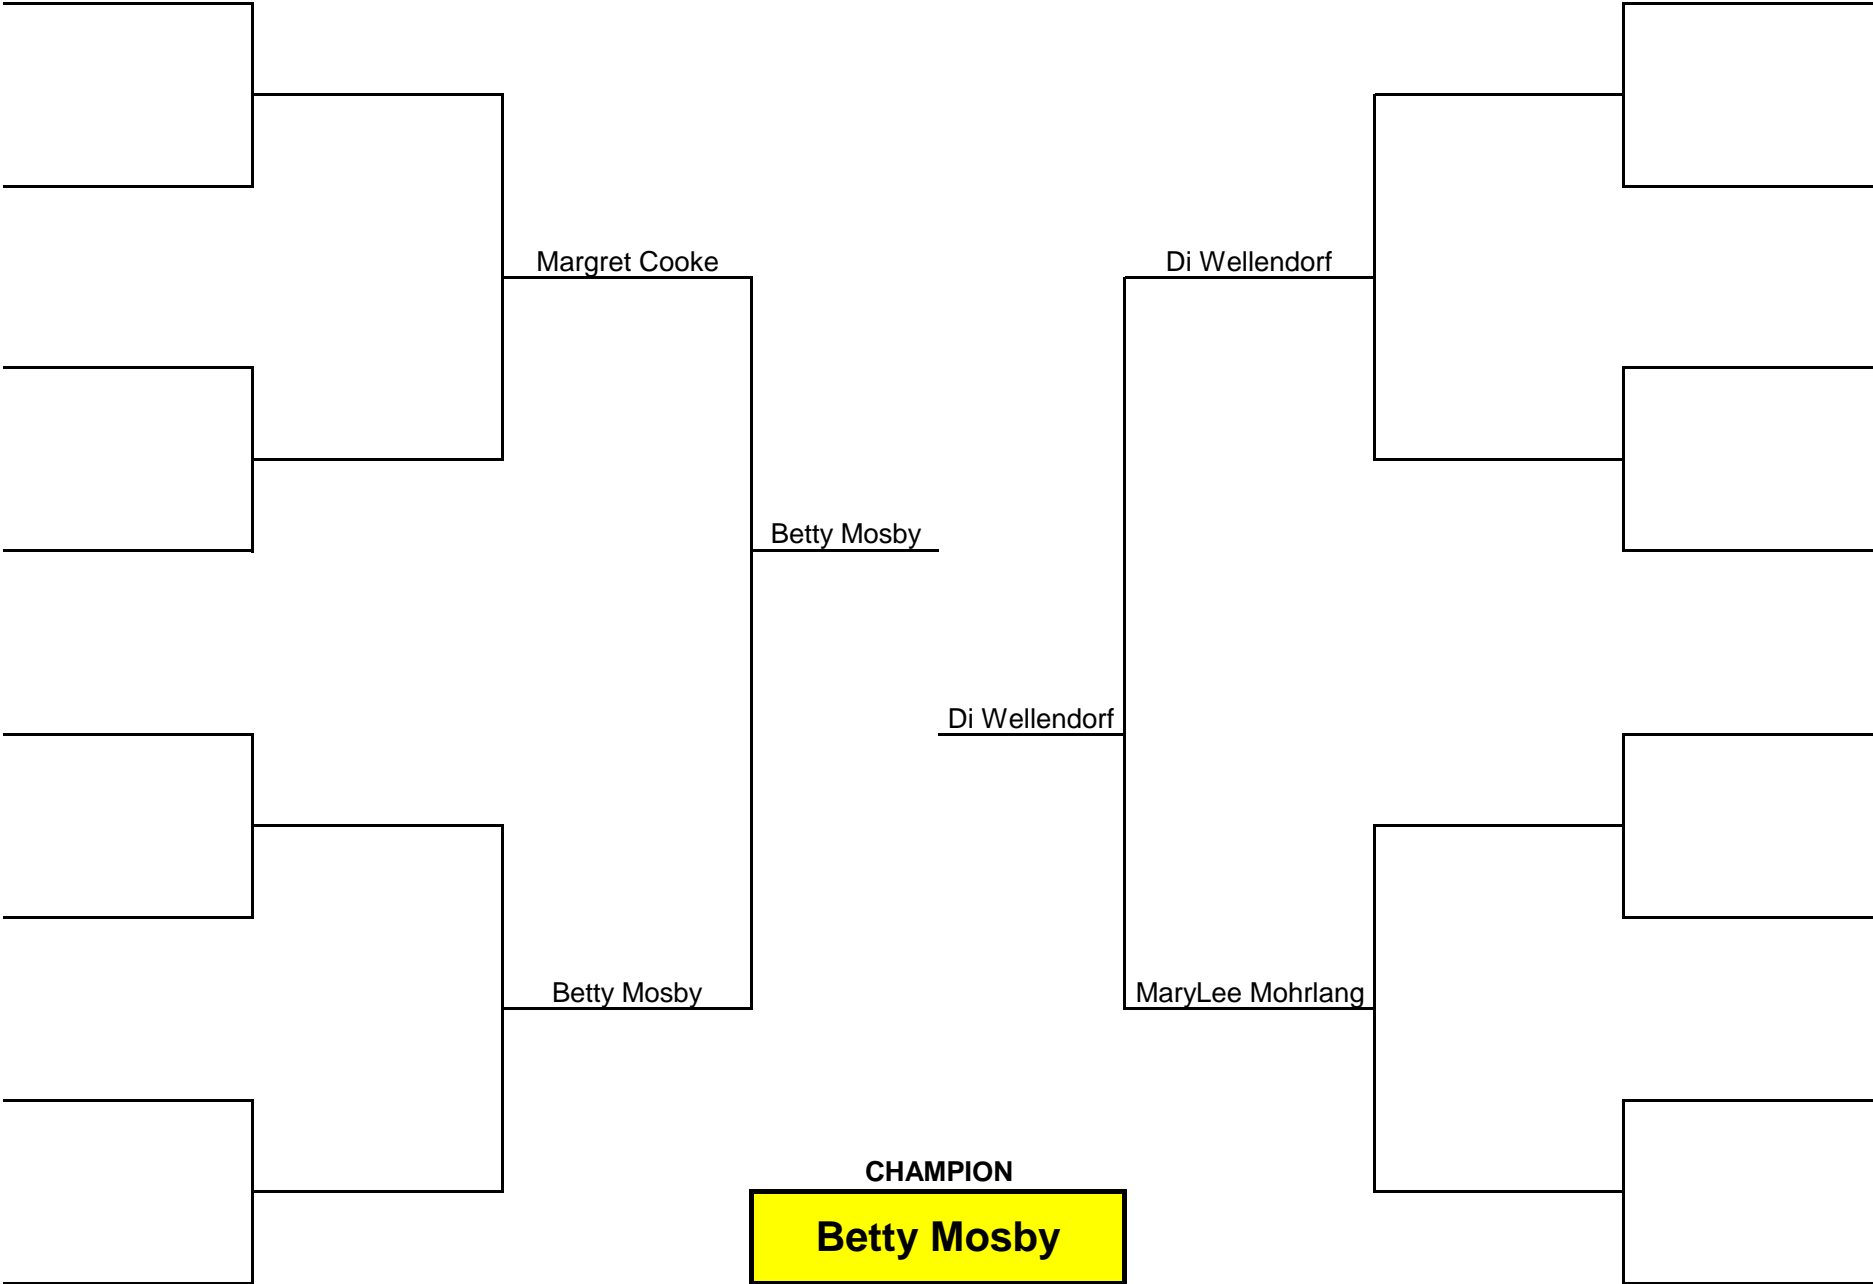 Margret Cooke
Di Wellendorf
Betty Mosby
Di Wellendorf
Betty Mosby
MaryLee Mohrlang
CHAMPION
Betty Mosby